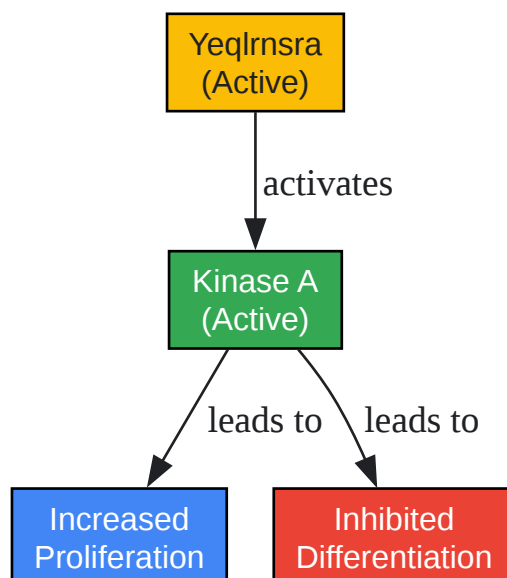 Yeqlrnsra
(Active)
activates
Kinase A
(Active)
leads to
leads to
Increased
Proliferation
Inhibited
Differentiation